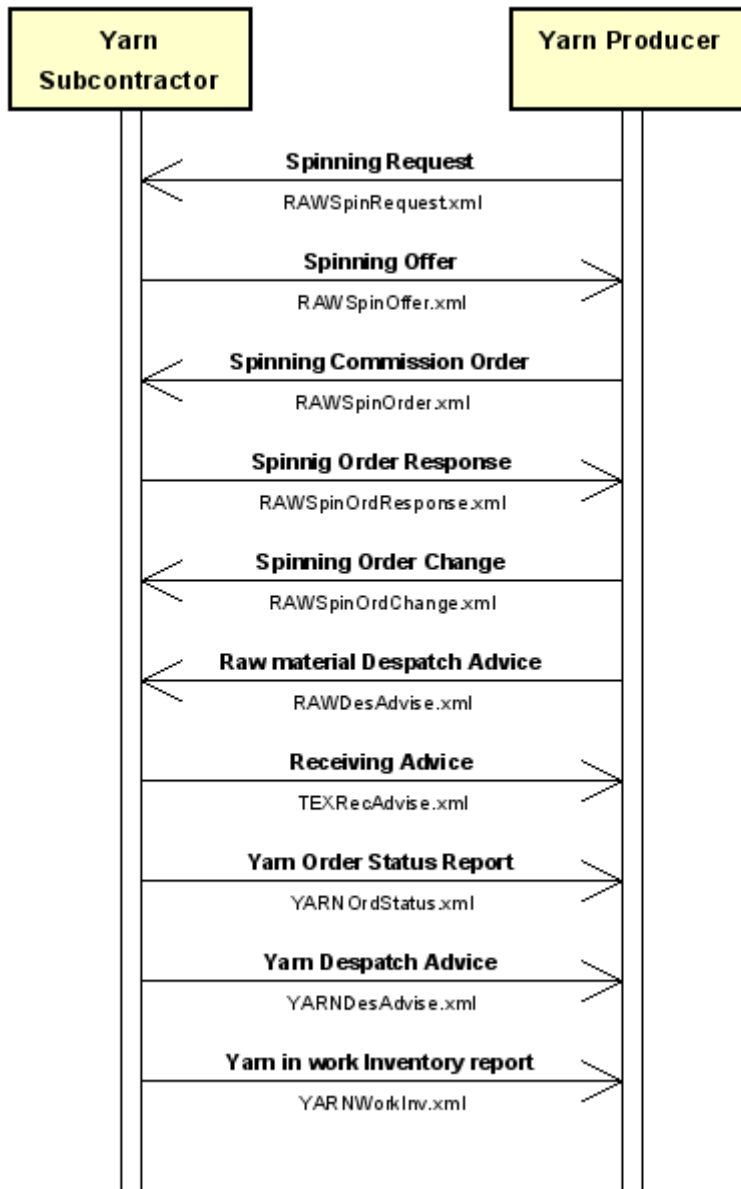 Yarn
Subcontractor
Yarn Producer
Spinning Request
RAWSpinRequest.xml
Spinning Offer
RAWSpinOffer.xml
Spinning Commission Order
RAWSpinOrder.xml
Spinnig Order Response
RAWSpinOrdResponse.xml
Spinning Order Change
RAWSpinOrdChange.xml
Raw material Despatch Advice
RAWDesAdvise.xml
Receiving Advice
TEXRecAdvise.xml
Yarn Order Status Report
YARNOrdStatus.xml
Yarn Despatch Advice
YARNDesAdvise.xml
Yarn in work Inventory report
YARNWorkInv.xml